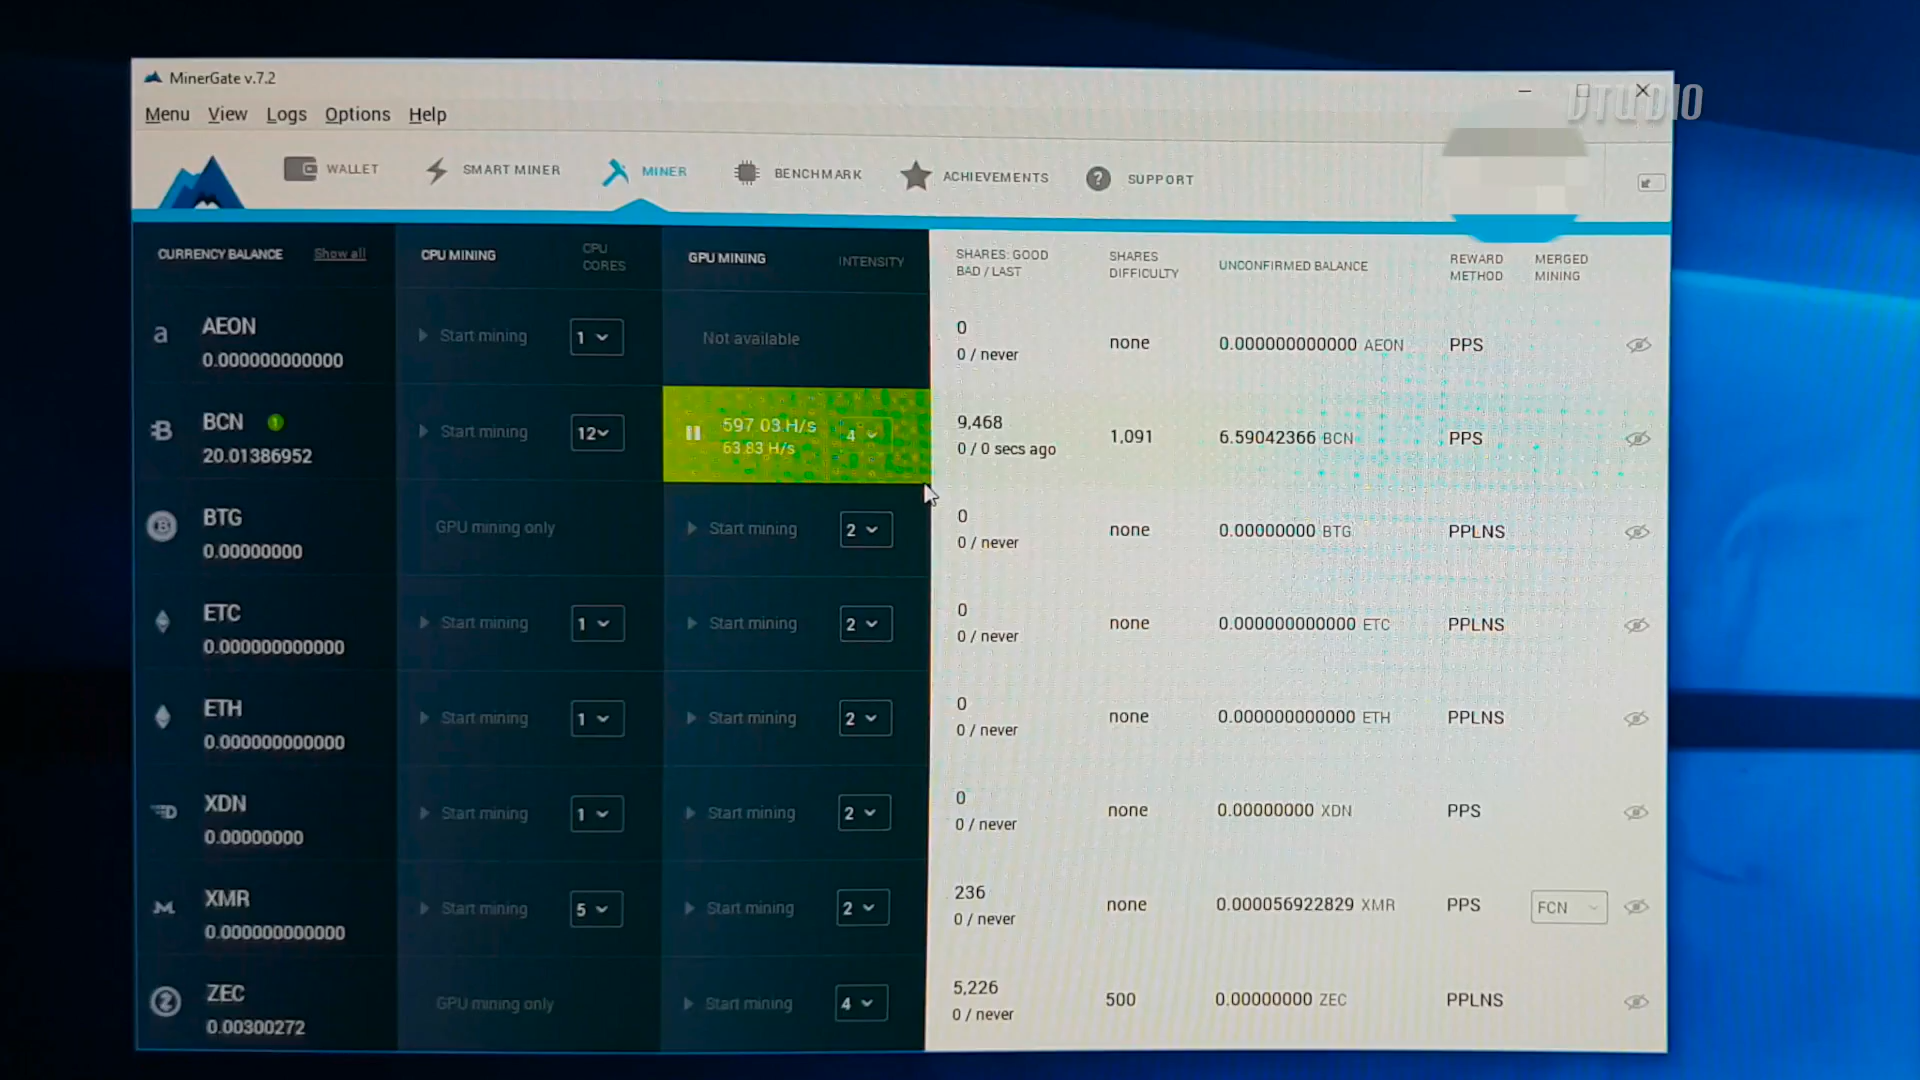 MinerGate v.7.2
DTUDIO
Menu View Logs Options Help
WALLET SMART MINER MINER BENCHMARK ACHIEVEMENTS ? SUPPORT
CURRENCY BALANCE Show all CPU MINING CPU CORES GPU MINING INTENSITY SHARES: GOOD BAD / LAST SHARES DIFFICULTY UNCONFIRMED BALANCE REWARD METHOD MERGED MINING
AEON Start mining 1 Not available 0 none 0.000000000000 AEON PPS
0.000000000000 0 / never
BCN 1 Start mining 12 597.03 H/s 4 9,468 1,091 6.59042366 BCN PPS
20.01386952 63.83 H/s 0 / 0 secs ago
BTG GPU mining only Start mining 2 0 none 0.00000000 BTG PPLNS
0.00000000 0 / never
ETC Start mining 1 Start mining 2 0 none 0.000000000000 ETC PPLNS
0.000000000000 0 / never
ETH Start mining 1 Start mining 2 0 none 0.000000000000 ETH PPLNS
0.000000000000 0 / never
XDN Start mining 1 Start mining 2 0 none 0.00000000 XDN PPS
0.00000000 0 / never
XMR Start mining 5 Start mining 2 236 none 0.000056922829 XMR PPS FCN
0.000000000000 0 / never
ZEC GPU mining only Start mining 4 5,226 500 0.00000000 ZEC PPLNS
0.00300272 0 / never